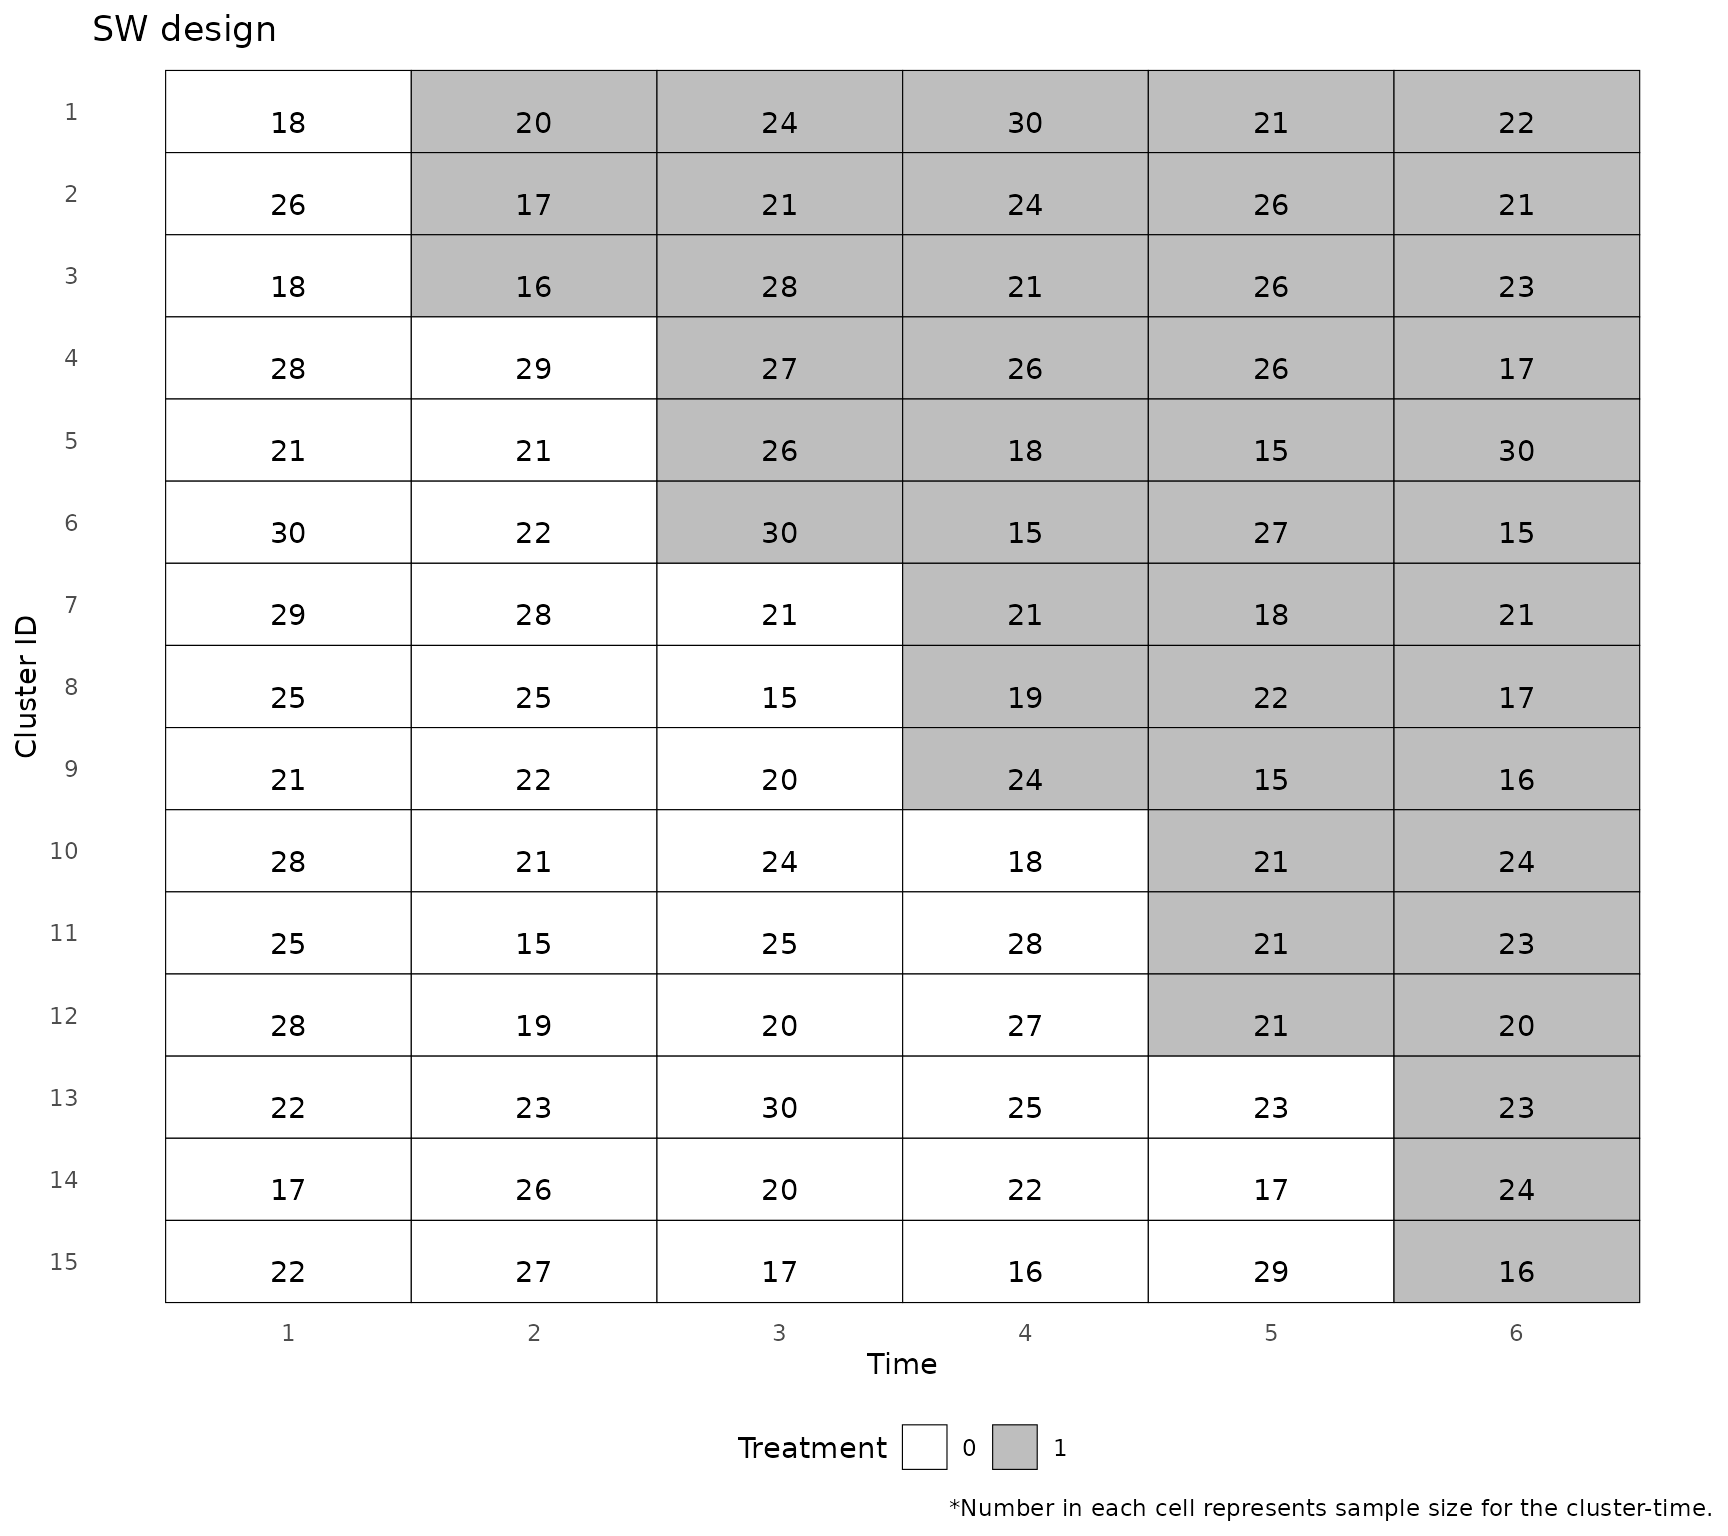 SW design
1 18 20 24 30 21 22
2 26 17 21 24 26 21
3 18 16 28 21 26 23
4 28 29 27 26 26 17
5 21 21 26 18 15 30
6 30 22 30 15 27 15
7 29 28 21 21 18 21
8 25 25 15 19 22 17
9 21 22 20 24 15 16
10 28 21 24 18 21 24
11 25 15 25 28 21 23
12 28 19 20 27 21 20
13 22 23 30 25 23 23
14 17 26 20 22 17 24
15 22 27 17 16 29 16
Cluster ID
1 2 3 4 5 6
Time
Treatment 0 1
*Number in each cell represents sample size for the cluster-time.